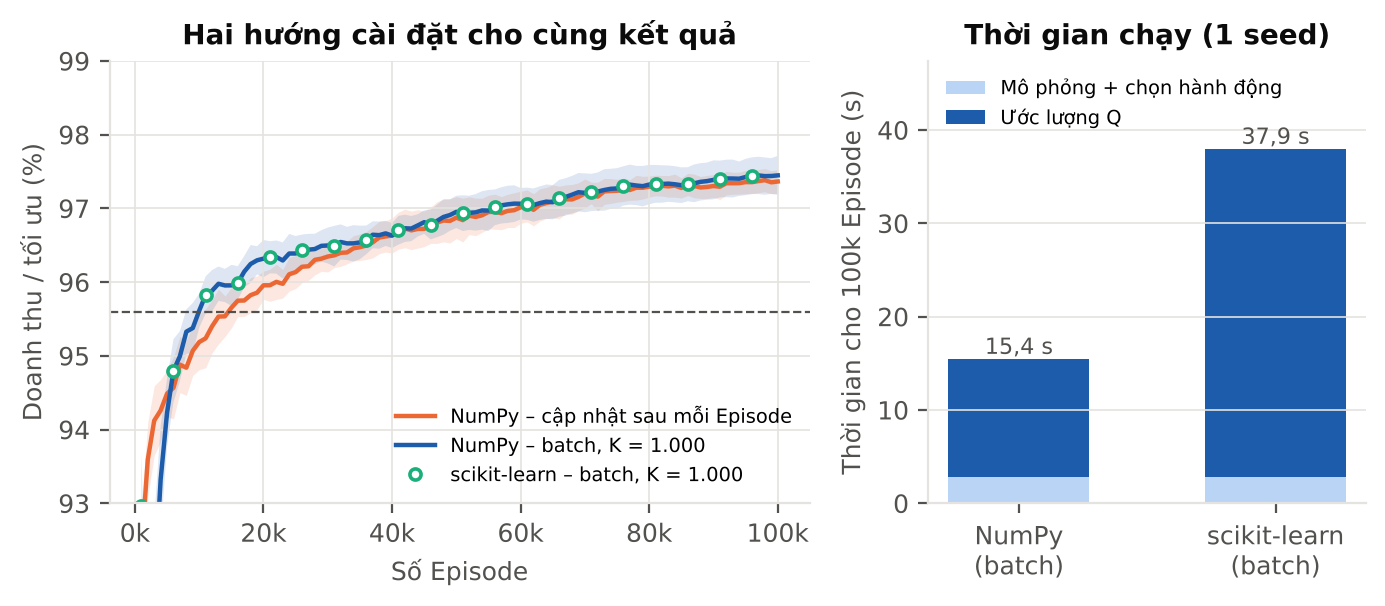 Hai hướng cài đặt cho cùng kết quả
Doanh thu / tối ưu (%)
99
98
97
96
95
94
93
NumPy – cập nhật sau mỗi Episode
NumPy – batch, K = 1.000
scikit-learn – batch, K = 1.000
0k 20k 40k 60k 80k 100k
Số Episode
Thời gian chạy (1 seed)
Thời gian cho 100k Episode (s)
Mô phỏng + chọn hành động
Ước lượng Q
40
30
20
10
0
15,4 s
37,9 s
NumPy
(batch)
scikit-learn
(batch)